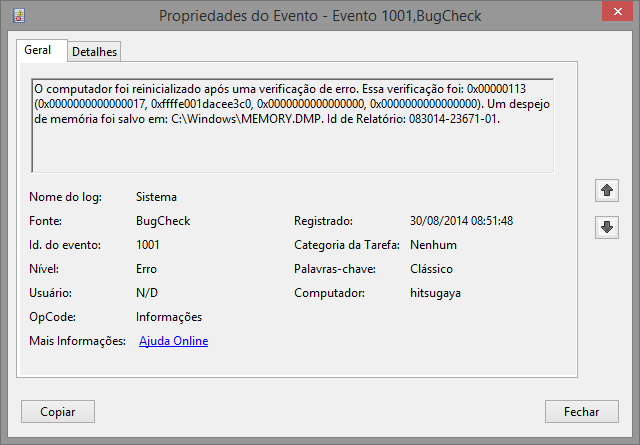 Propriedades do Evento - Evento 1001,BugCheck
Geral
Detalhes
O computador foi reinicializado após uma verificação de erro. Essa verificação foi: 0x00000113
(0x0000000000000017, 0xffffe001dacee3c0, 0x0000000000000000, 0x0000000000000000). Um despejo
de memória foi salvo em: C:\Windows\MEMORY.DMP. Id de Relatório: 083014-23671-01.
Nome do log: Sistema
Fonte: BugCheck Registrado: 30/08/2014 08:51:48
Id. do evento: 1001 Categoria da Tarefa: Nenhum
Nível: Erro Palavras-chave: Clássico
Usuário: N/D Computador: hitsugaya
OpCode: Informações
Mais Informações: Ajuda Online
Copiar
Fechar